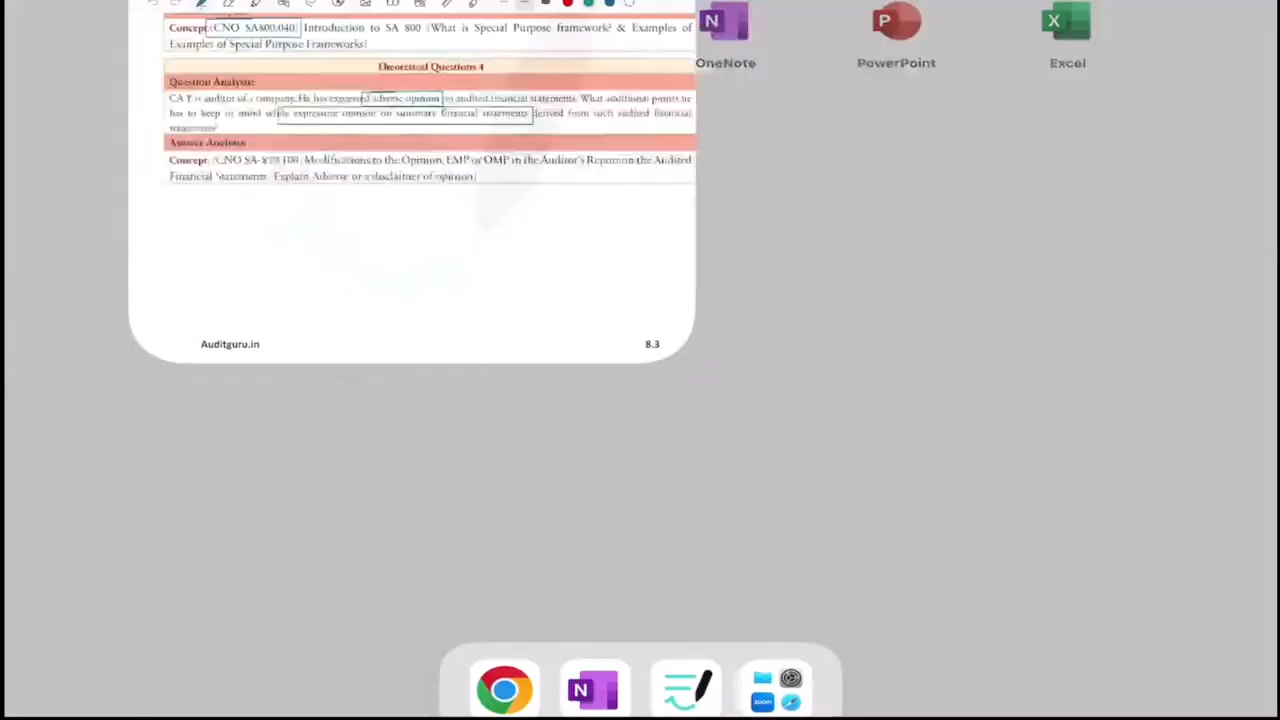 Concept (CNO SA800.040) Introduction to SA 800 [What is Special Purpose framework? & Examples of
Examples of Special Purpose Frameworks]
OneNote
PowerPoint
Excel
Theoretical Questions 4
Question Analysis:
CA Y is auditor of a company. He has expressed adverse opinion in audited financial statements. What additional points he
has to keep in mind while expressing opinion on summary financial statements derived from such audited financial
statements?
Answer Analysis:
Concept (CNO SA- 100) Modifications to the Opinion, EMP or OMP in the Auditor's Report on the Audited
Financial Statements [Explain Adverse or a disclaimer of opinion]
Auditguru.in
8.3
zoom